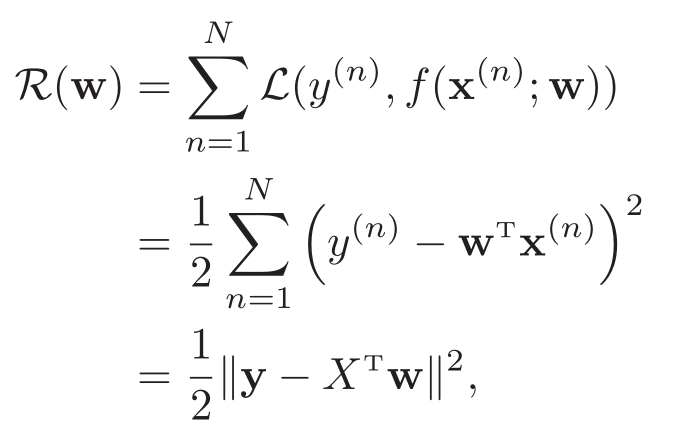 $\mathcal{R}(\mathbf{w}) = \sum_{n=1}^{N} \mathcal{L}(y^{(n)}, f(\mathbf{x}^{(n)}; \mathbf{w}))$
$= \frac{1}{2} \sum_{n=1}^{N} \left( y^{(n)} - \mathbf{w}^{\mathrm{T}} \mathbf{x}^{(n)} \right)^2$
$= \frac{1}{2} \| \mathbf{y} - X^{\mathrm{T}} \mathbf{w} \|^2,$